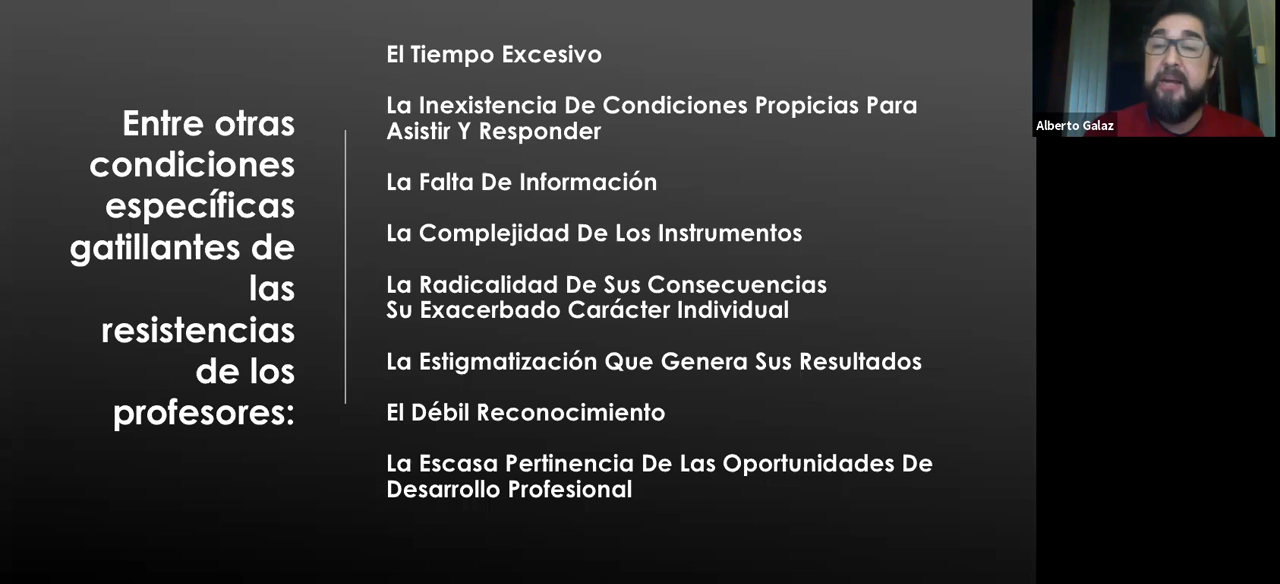 Entre otras
condiciones
específicas
gatillantes de
las
resistencias
de los
profesores:
El Tiempo Excesivo
La Inexistencia De Condiciones Propicias Para
Asistir Y Responder
La Falta De Información
La Complejidad De Los Instrumentos
La Radicalidad De Sus Consecuencias
Su Exacerbado Carácter Individual
La Estigmatización Que Genera Sus Resultados
El Débil Reconocimiento
La Escasa Pertinencia De Las Oportunidades De
Desarrollo Profesional
Alberto Galaz